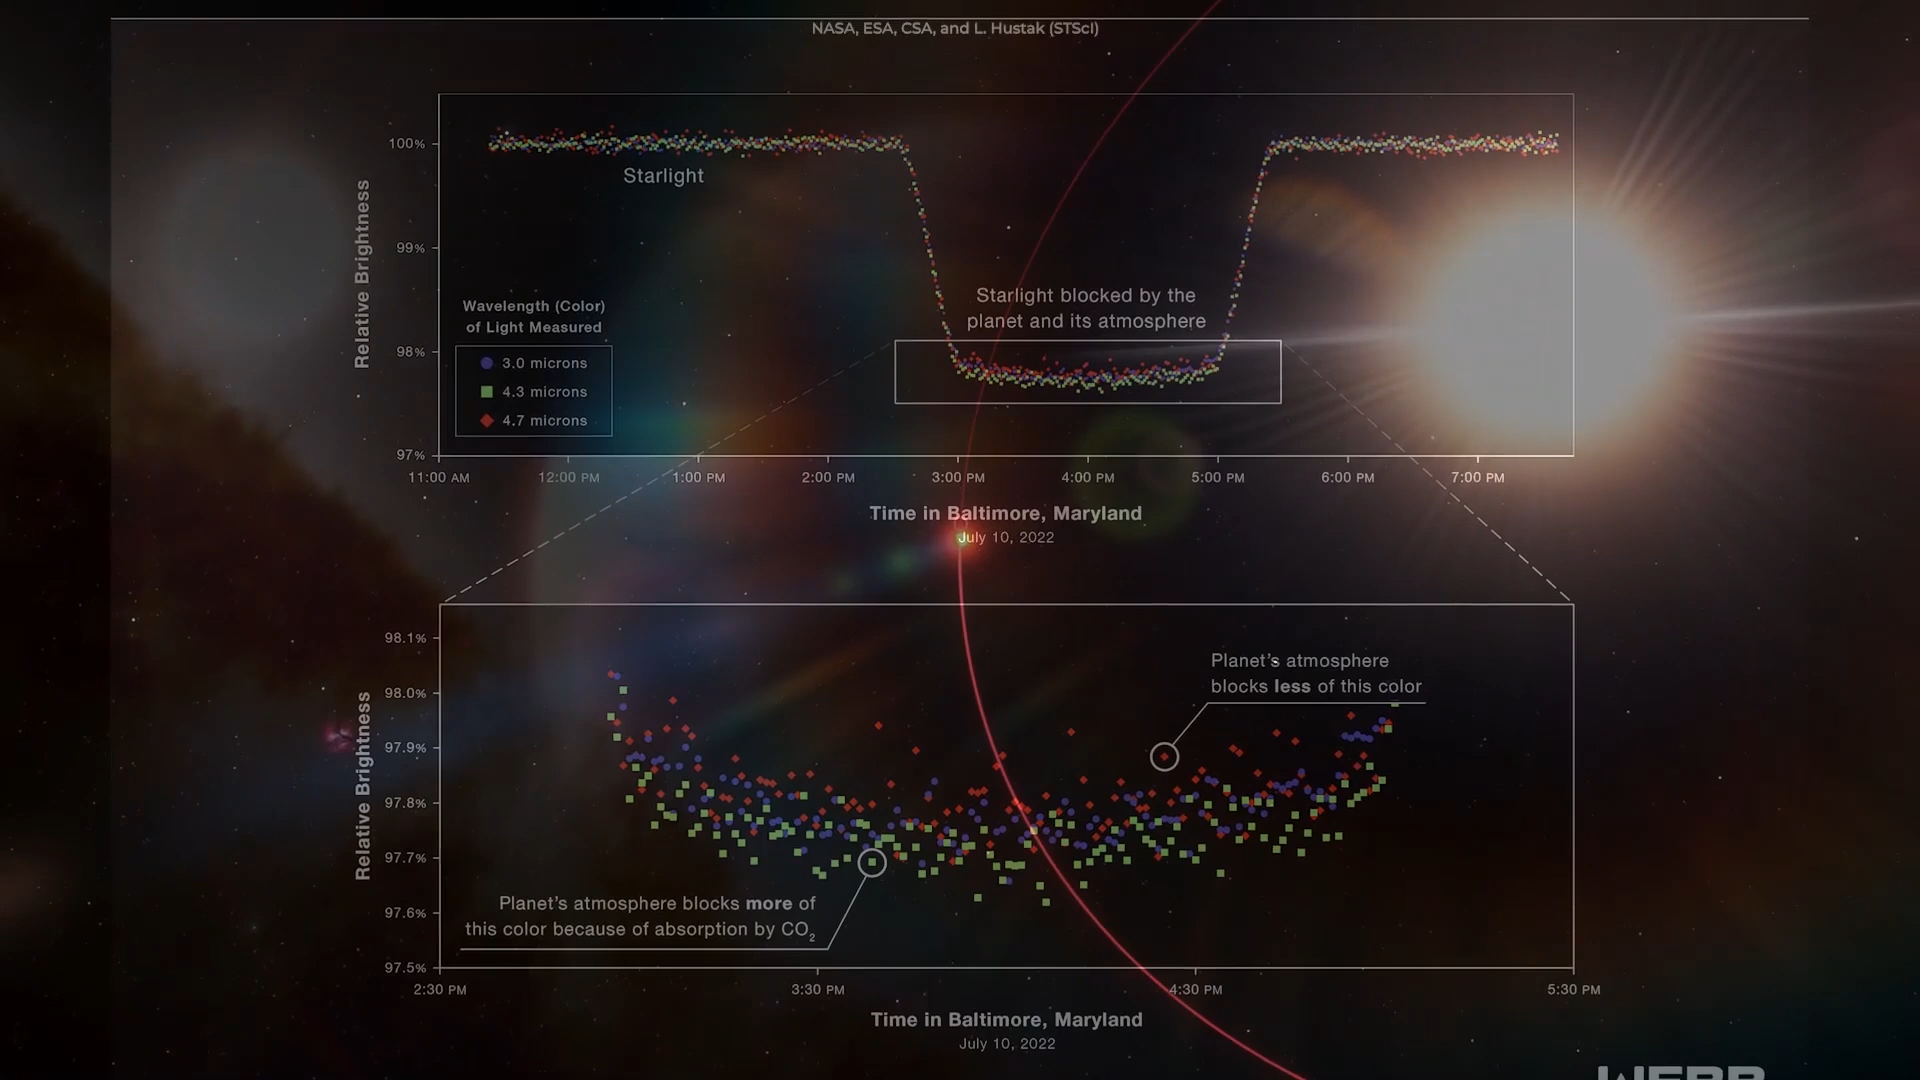 NASA, ESA, CSA, and L. Hustak (STScI)
Relative Brightness
100%
99%
98%
97%
Starlight
Starlight blocked by the
planet and its atmosphere
Wavelength (Color)
of Light Measured
3.0 microns
4.3 microns
4.7 microns
11:00 AM 12:00 PM 1:00 PM 2:00 PM 3:00 PM 4:00 PM 5:00 PM 6:00 PM 7:00 PM
Time in Baltimore, Maryland
July 10, 2022
Relative Brightness
98.1%
98.0%
97.9%
97.8%
97.7%
97.6%
97.5%
Planet's atmosphere
blocks less of this color
Planet's atmosphere blocks more of
this color because of absorption by CO₂
2:30 PM 3:30 PM 4:30 PM 5:30 PM
Time in Baltimore, Maryland
July 10, 2022
WEBB